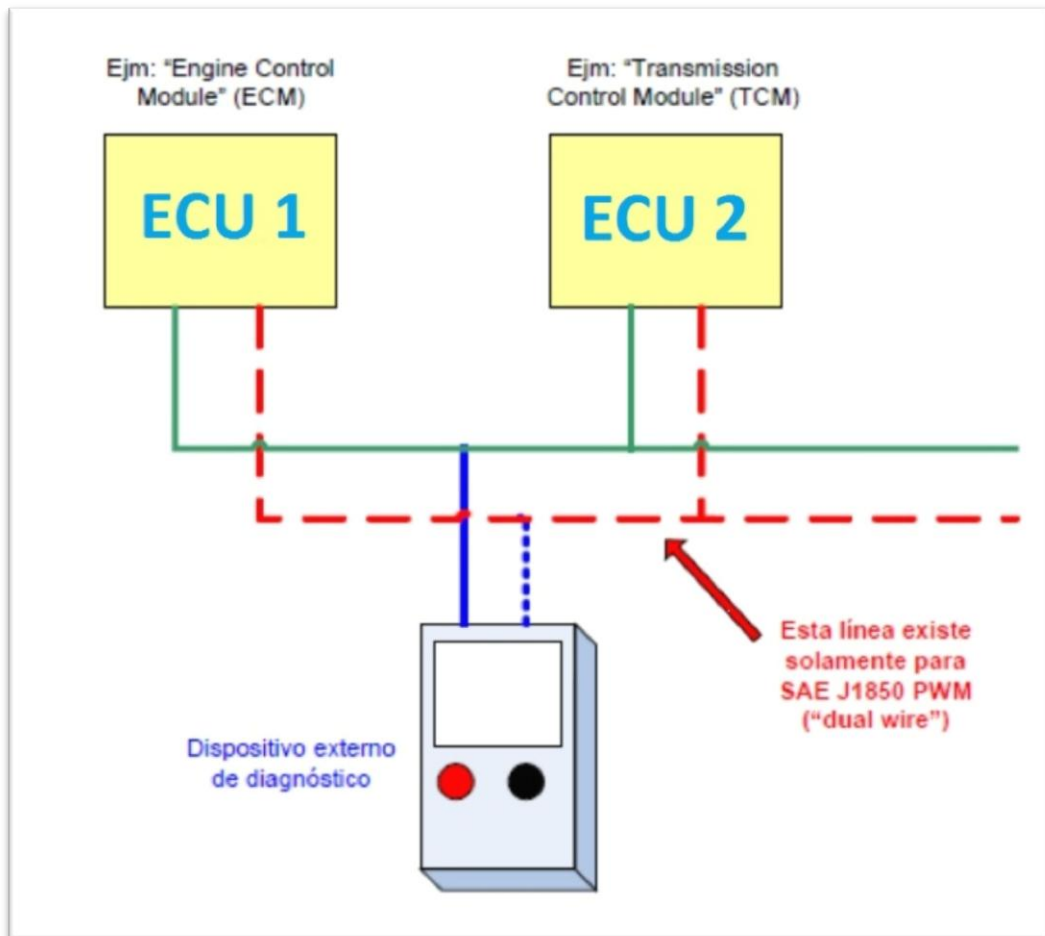 Ejm: “Engine Control
Module” (ECM)
Ejm: “Transmission
Control Module” (TCM)
ECU 1
ECU 2
Esta línea existe
solamente para
SAE J1850 PWM
(“dual wire”)
Dispositivo externo
de diagnóstico